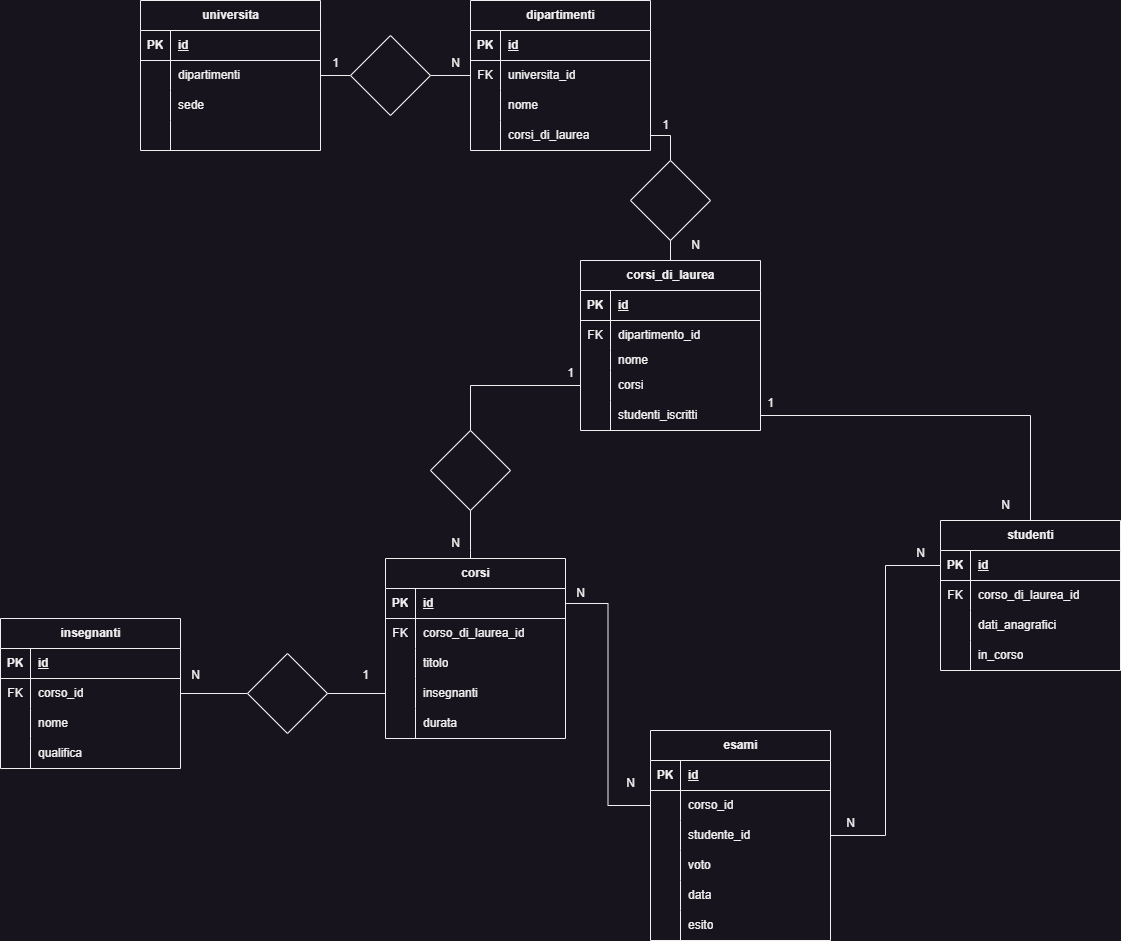 universita
PK id
dipartimenti
sede
1
N
dipartimenti
PK id
FK universita_id
nome
corsi_di_laurea
1
N
corsi_di_laurea
PK id
FK dipartimento_id
nome
corsi
studenti_iscritti
1
1
N
N
studenti
PK id
FK corso_di_laurea_id
dati_anagrafici
in_corso
N
corsi
PK id
FK corso_di_laurea_id
titolo
insegnanti
durata
N
insegnanti
PK id
FK corso_id
nome
qualifica
N
1
N
esami
PK id
corso_id
studente_id
voto
data
esito
N